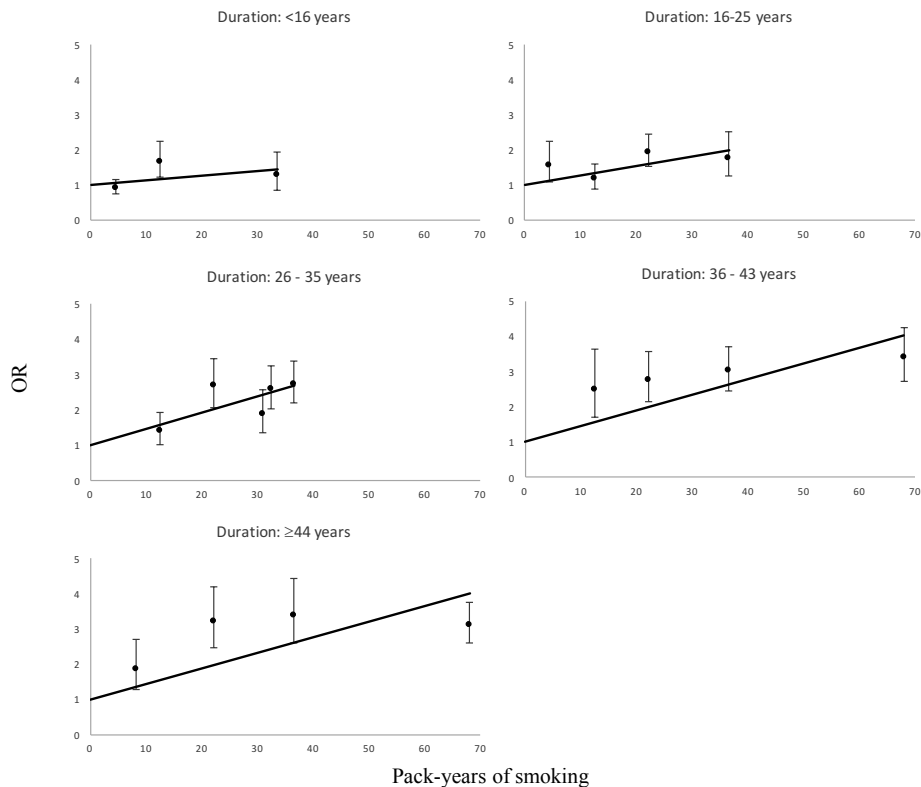 Duration: <16 years
5
4
3
2
1
0
0 10 20 30 40 50 60 70
Duration: 16-25 years
5
4
3
2
1
0
0 10 20 30 40 50 60 70
OR
Duration: 26 - 35 years
5
4
3
2
1
0
0 10 20 30 40 50 60 70
Duration: 36 - 43 years
5
4
3
2
1
0
0 10 20 30 40 50 60 70
Duration: ≥44 years
5
4
3
2
1
0
0 10 20 30 40 50 60 70
Pack-years of smoking